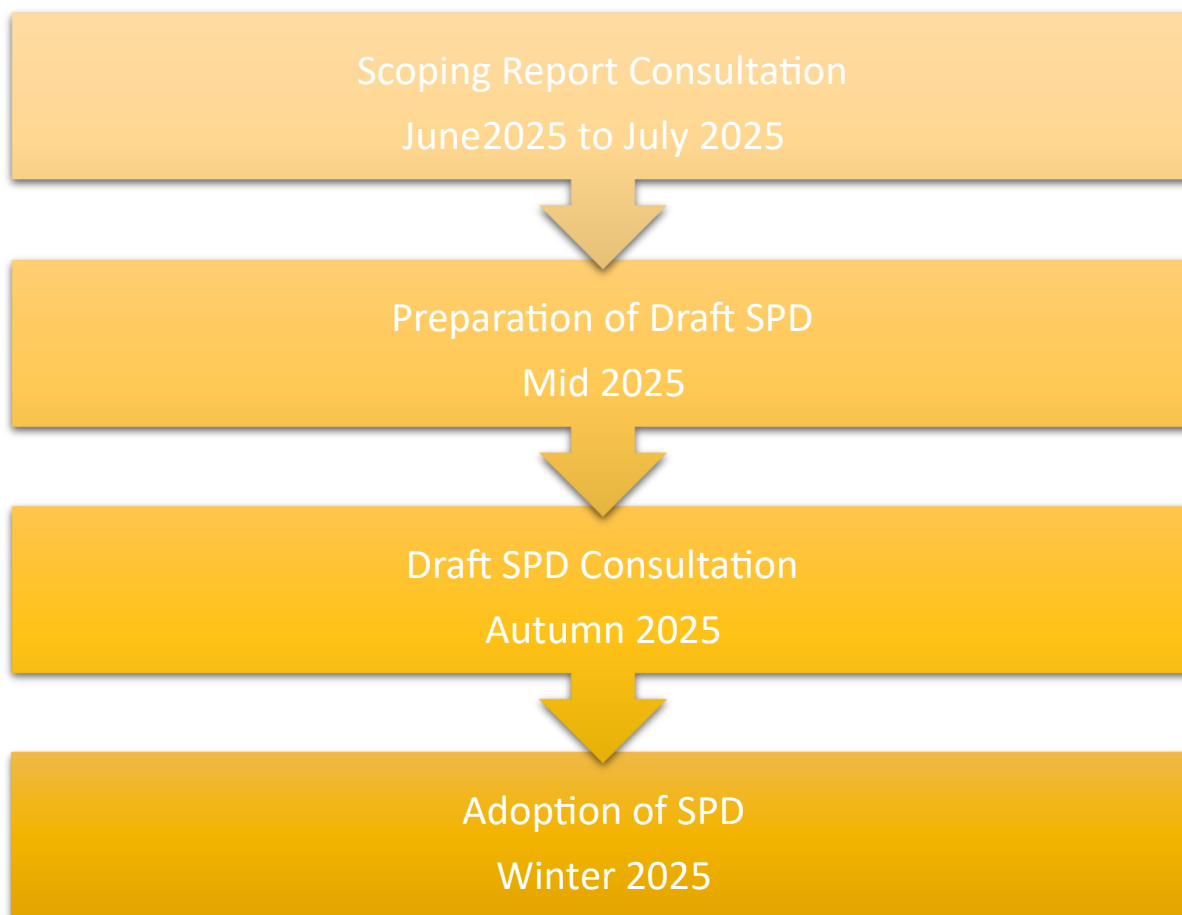 Scoping Report Consultation
June2025 to July 2025
Preparation of Draft SPD
Mid 2025
Draft SPD Consultation
Autumn 2025
Adoption of SPD
Winter 2025